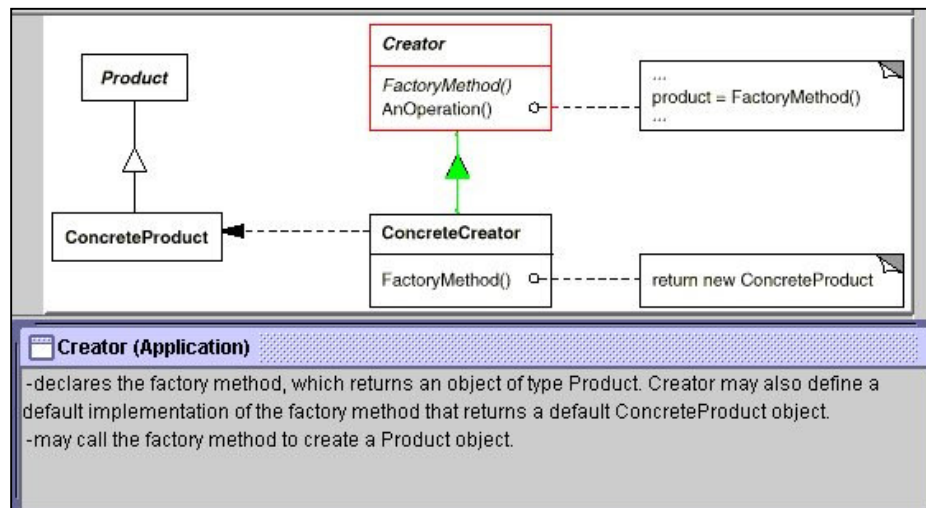 Product
Creator
FactoryMethod()
AnOperation()
...
product = FactoryMethod()
...
ConcreteProduct
ConcreteCreator
FactoryMethod()
return new ConcreteProduct
Creator (Application)
-declares the factory method, which returns an object of type Product. Creator may also define a
default implementation of the factory method that returns a default ConcreteProduct object.
-may call the factory method to create a Product object.